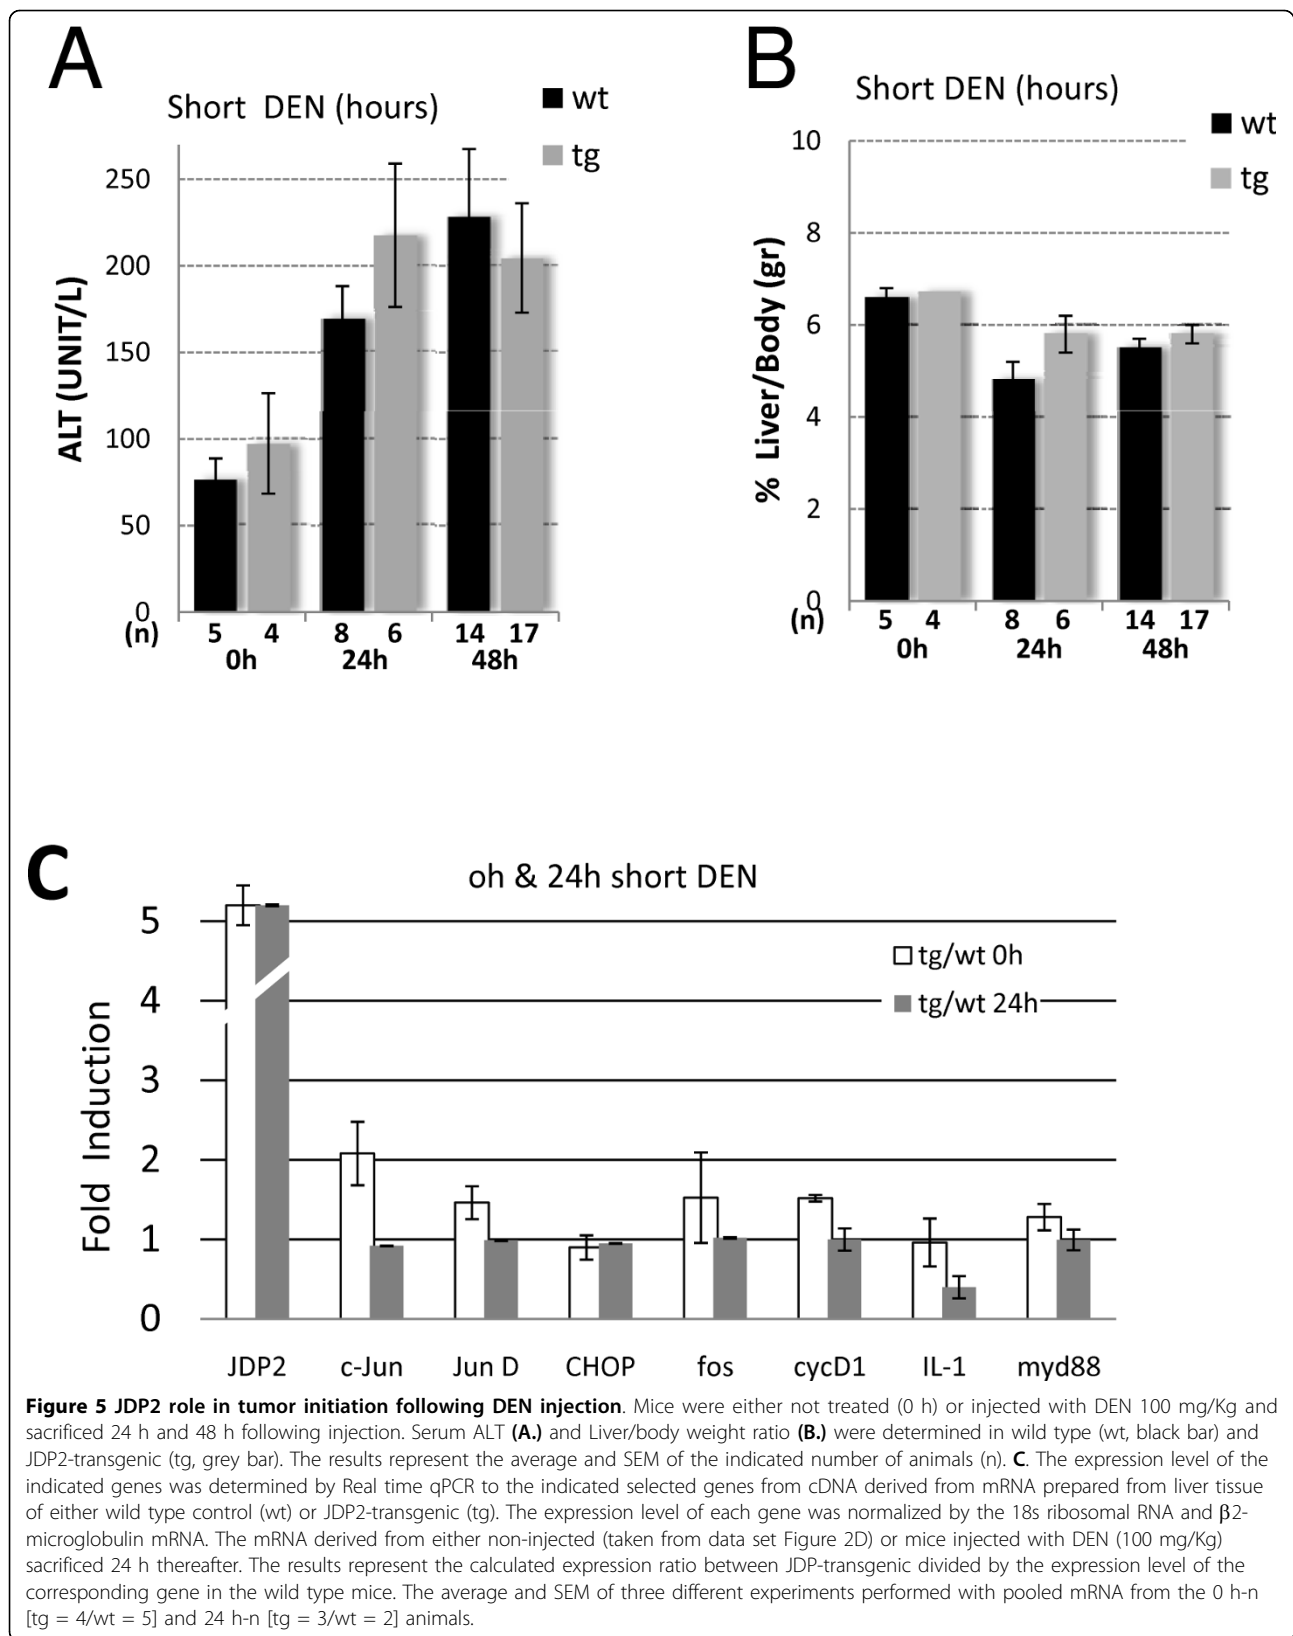 A
Short DEN (hours)
wt
tg
ALT (UNIT/L)
250
200
150
100
50
0
(n) 5 4 8 6 14 17
0h 24h 48h
B
Short DEN (hours)
wt
tg
% Liver/Body (gr)
10
8
6
4
2
0
(n) 5 4 8 6 14 17
0h 24h 48h
C
oh & 24h short DEN
tg/wt 0h
tg/wt 24h
Fold Induction
5
4
3
2
1
0
JDP2 c-Jun Jun D CHOP fos cycD1 IL-1 myd88
Figure 5 JDP2 role in tumor initiation following DEN injection. Mice were either not treated (0 h) or injected with DEN 100 mg/Kg and
sacrificed 24 h and 48 h following injection. Serum ALT (A.) and Liver/body weight ratio (B.) were determined in wild type (wt, black bar) and
JDP2-transgenic (tg, grey bar). The results represent the average and SEM of the indicated number of animals (n). C. The expression level of the
indicated genes was determined by Real time qPCR to the indicated selected genes from cDNA derived from mRNA prepared from liver tissue
of either wild type control (wt) or JDP2-transgenic (tg). The expression level of each gene was normalized by the 18s ribosomal RNA and β2-
microglobulin mRNA. The mRNA derived from either non-injected (taken from data set Figure 2D) or mice injected with DEN (100 mg/Kg)
sacrificed 24 h thereafter. The results represent the calculated expression ratio between JDP-transgenic divided by the expression level of the
corresponding gene in the wild type mice. The average and SEM of three different experiments performed with pooled mRNA from the 0 h-n
[tg = 4/wt = 5] and 24 h-n [tg = 3/wt = 2] animals.